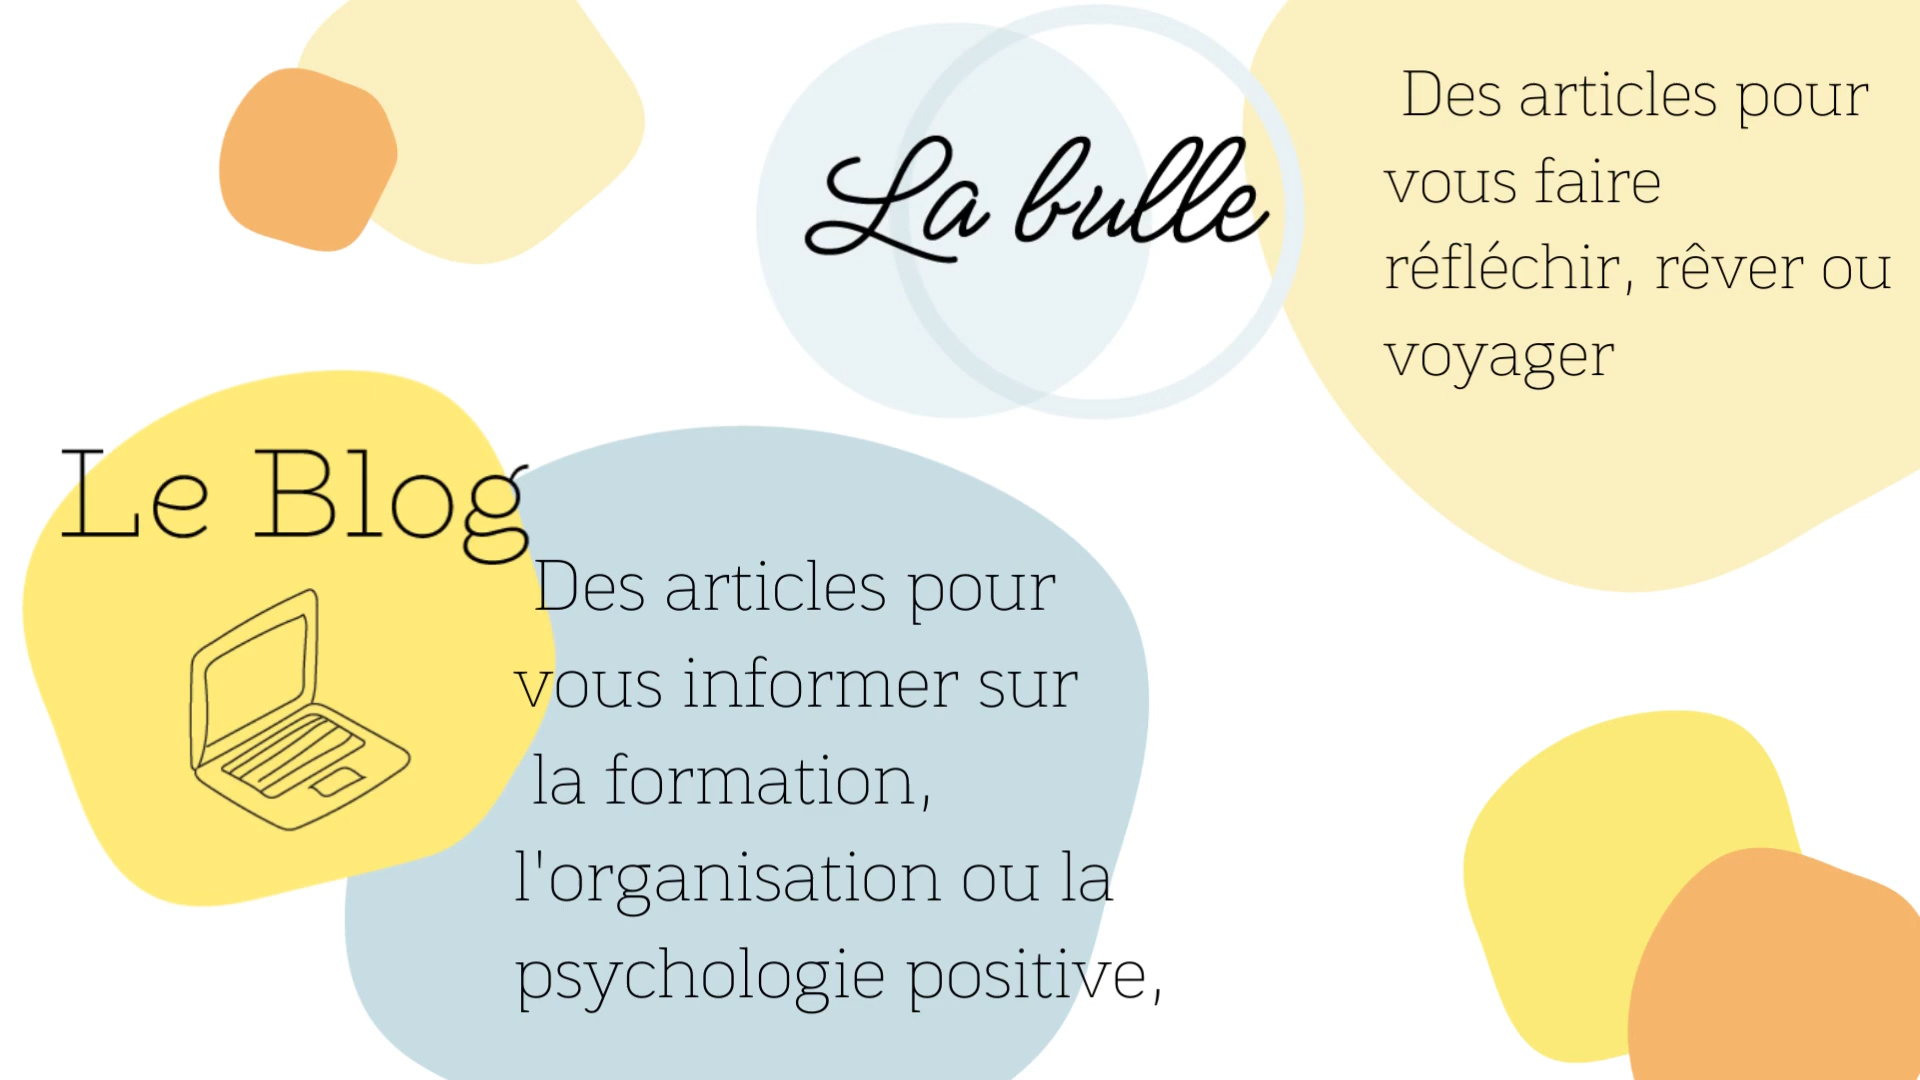 La bulle
Des articles pour
vous faire
réfléchir, rêver ou
voyager
Le Blog
Des articles pour
vous informer sur
la formation,
l'organisation ou la
psychologie positive,